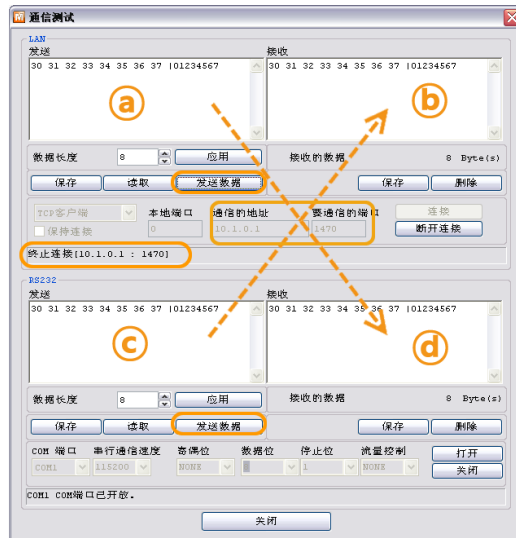 通信测试
LAN
发送 接收
30 31 32 33 34 35 36 37 |01234567 30 31 32 33 34 35 36 37 |01234567
ⓐ ⓑ
数据长度 8 应用 接收的数据 8 Byte(s)
保存 读取 发送数据 保存 删除
TCP客户端 本地端口 通信的地址 要通信的端口 连接
保持连接 0 10.1.0.1 1470 断开连接
终止连接[10.1.0.1 : 1470]
RS232
发送 接收
30 31 32 33 34 35 36 37 |01234567 30 31 32 33 34 35 36 37 |01234567
ⓒ ⓓ
数据长度 8 应用 接收的数据 8 Byte(s)
保存 读取 发送数据 保存 删除
COM 端口 串行通信速度 奇偶位 数据位 停止位 流量控制 打开
COM1 115200 NONE 1 NONE 关闭
COM1 COM端口已开放.
关闭